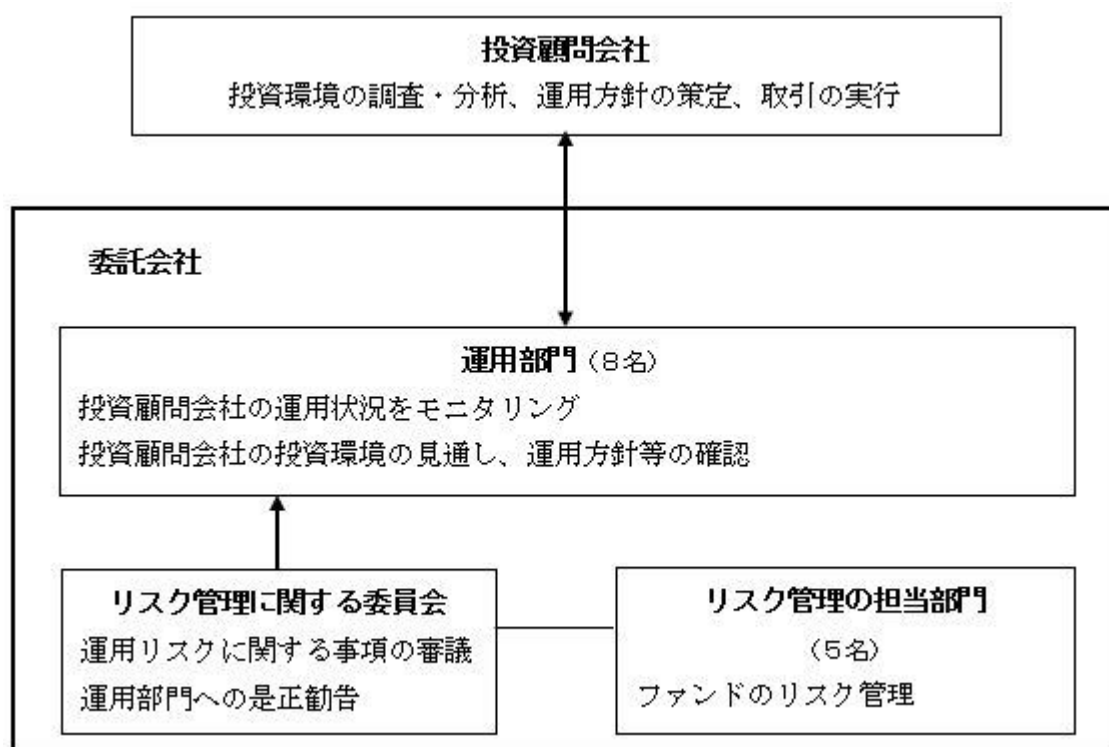 投資顧問会社
投資環境の調査・分析、運用方針の策定、取引の実行
委託会社
運用部門(8名)
投資顧問会社の運用状況をモニタリング
投資顧問会社の投資環境の見通し、運用方針等の確認
リスク管理に関する委員会
運用リスクに関する事項の審議
運用部門への是正勧告
リスク管理の担当部門
(5名)
ファンドのリスク管理